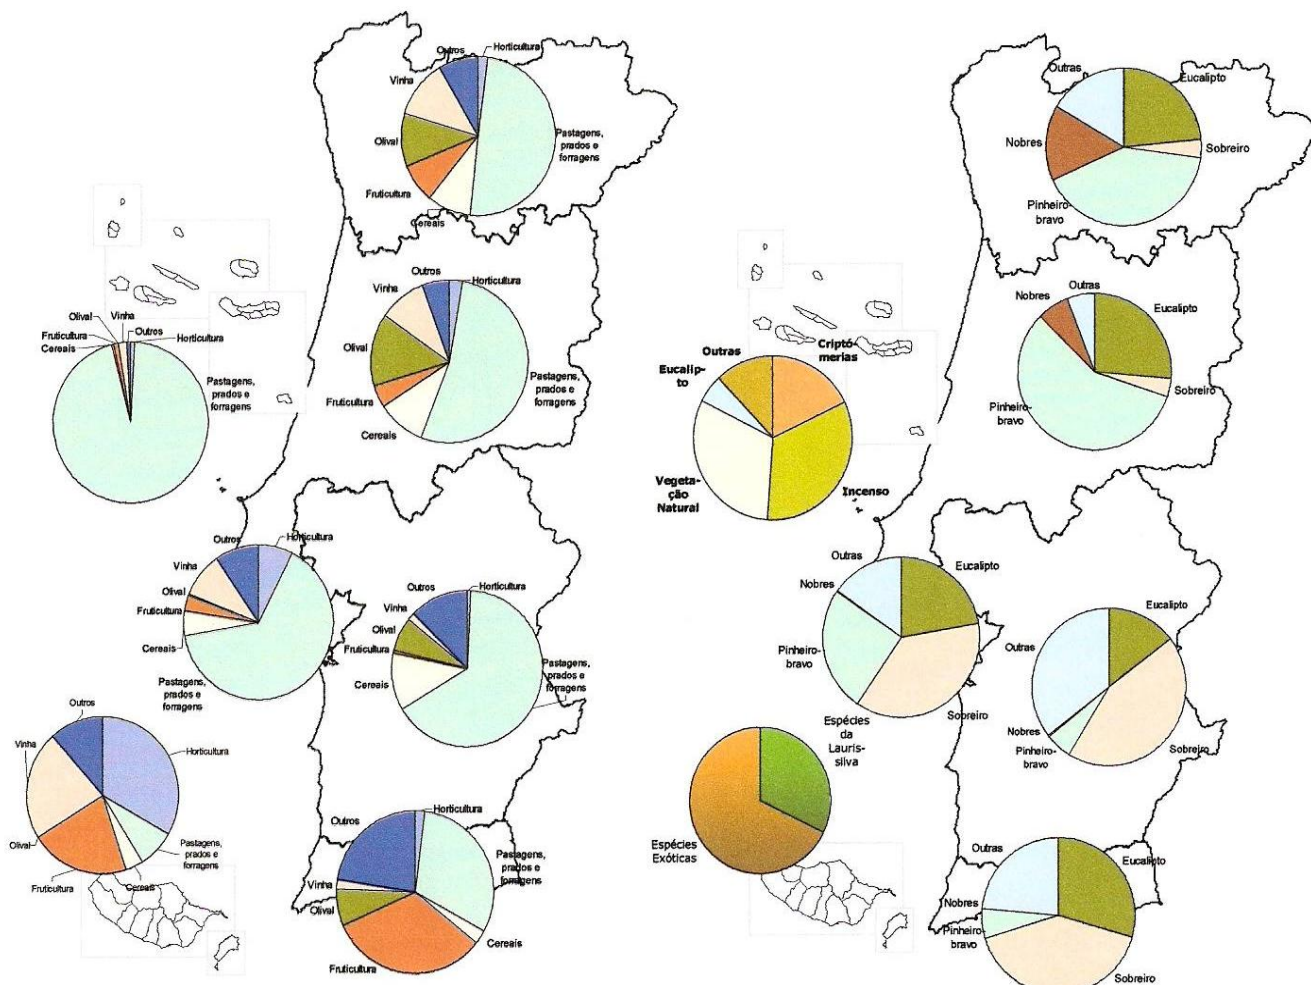 Outros
Horticultura
Vinha
Olival
Pastagens,
prados e
forragens
Fruticultura
Cereais
Outros
Horticultura
Vinha
Olival
Pastagens,
prados e
forragens
Fruticultura
Cereais
Vinha
Olival
Outros
Fruticultura
Horticultura
Cereais
Pastagens,
prados e
forragens
Outros
Horticultura
Vinha
Olival
Fruticultura
Cereais
Pastagens,
prados e
forragens
Outros
Horticultura
Vinha
Olival
Fruticultura
Pastagens,
prados e
forragens
Cereais
Outros
Vinha
Horticultura
Olival
Pastagens,
prados e
forragens
Cereais
Fruticultura
Outros
Horticultura
Pastagens,
prados e
forragens
Vinha
Olival
Cereais
Fruticultura
Outras
Eucalipto
Nobres
Sobreiro
Pinheiro-
bravo
Nobres
Outras
Eucalipto
Sobreiro
Pinheiro-
bravo
Outras
Criptó-
mérias
Eucalip-
to
Vegeta-
ção
Natural
Incenso
Outras
Eucalipto
Nobres
Pinheiro-
bravo
Sobreiro
Eucalipto
Outras
Nobres
Pinheiro-
bravo
Sobreiro
Espécies
da
Lauris-
silva
Espécies
Exóticas
Outras
Eucalipto
Nobres
Pinheiro-
bravo
Sobreiro